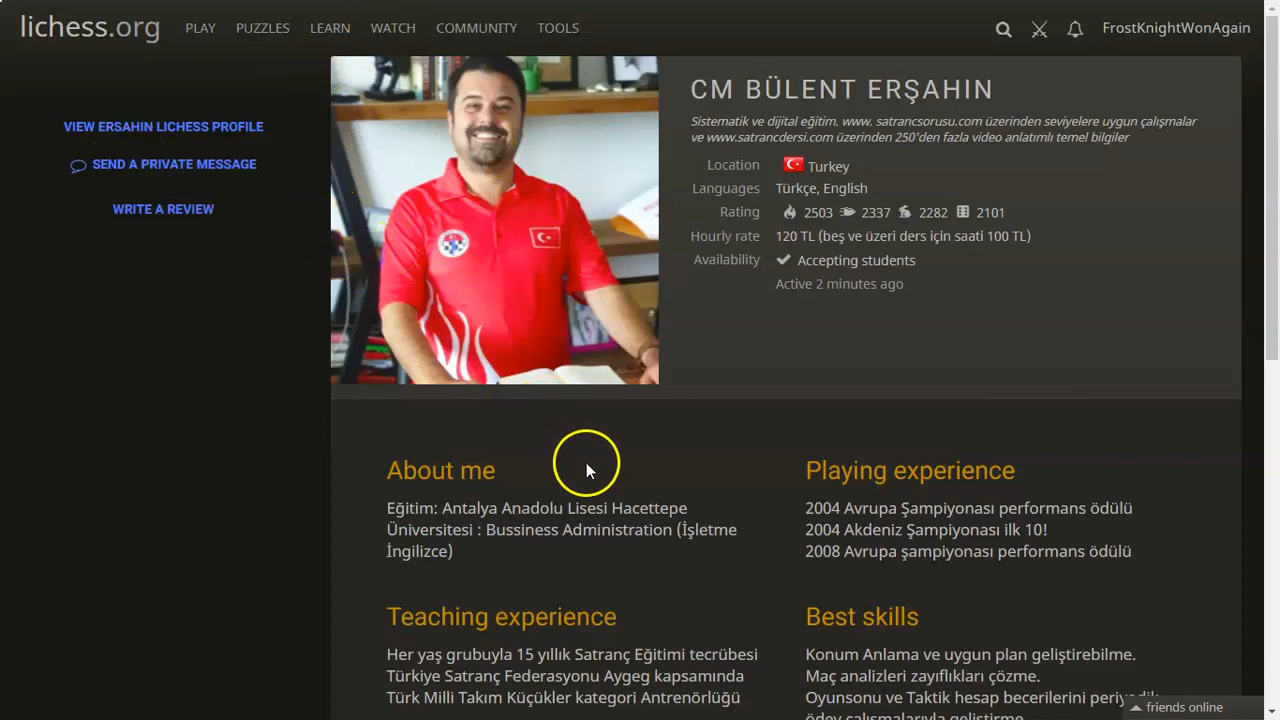 lichess.org PLAY PUZZLES LEARN WATCH COMMUNITY TOOLS FrostKnightWonAgain
VIEW ERSAHIN LICHESS PROFILE
SEND A PRIVATE MESSAGE
WRITE A REVIEW
CM BÜLENT ERŞAHIN
Sistematik ve dijital eğitim. www. satrancsorusu.com üzerinden seviyelere uygun çalışmalar
ve www.satrancdersi.com üzerinden 250'den fazla video anlatımlı temel bilgiler
Location Turkey
Languages Türkçe, English
Rating 2503 2337 2282 2101
Hourly rate 120 TL (beş ve üzeri ders için saati 100 TL)
Availability Accepting students
Active 2 minutes ago
About me
Eğitim: Antalya Anadolu Lisesi Hacettepe
Üniversitesi : Bussiness Administration (İşletme
İngilizce)
Playing experience
2004 Avrupa Şampiyonası performans ödülü
2004 Akdeniz Şampiyonası ilk 10!
2008 Avrupa şampiyonası performans ödülü
Teaching experience
Her yaş grubuyla 15 yıllık Satranç Eğitimi tecrübesi
Türkiye Satranç Federasyonu Aygeg kapsamında
Türk Milli Takım Küçükler kategori Antrenörlüğü
Best skills
Konum Anlama ve uygun plan geliştirebilme.
Maç analizleri zayıflıkları çözme.
Oyunsonu ve Taktik hesap becerilerini periyodik
ödev çalışmalarıyla geliştirme.
friends online